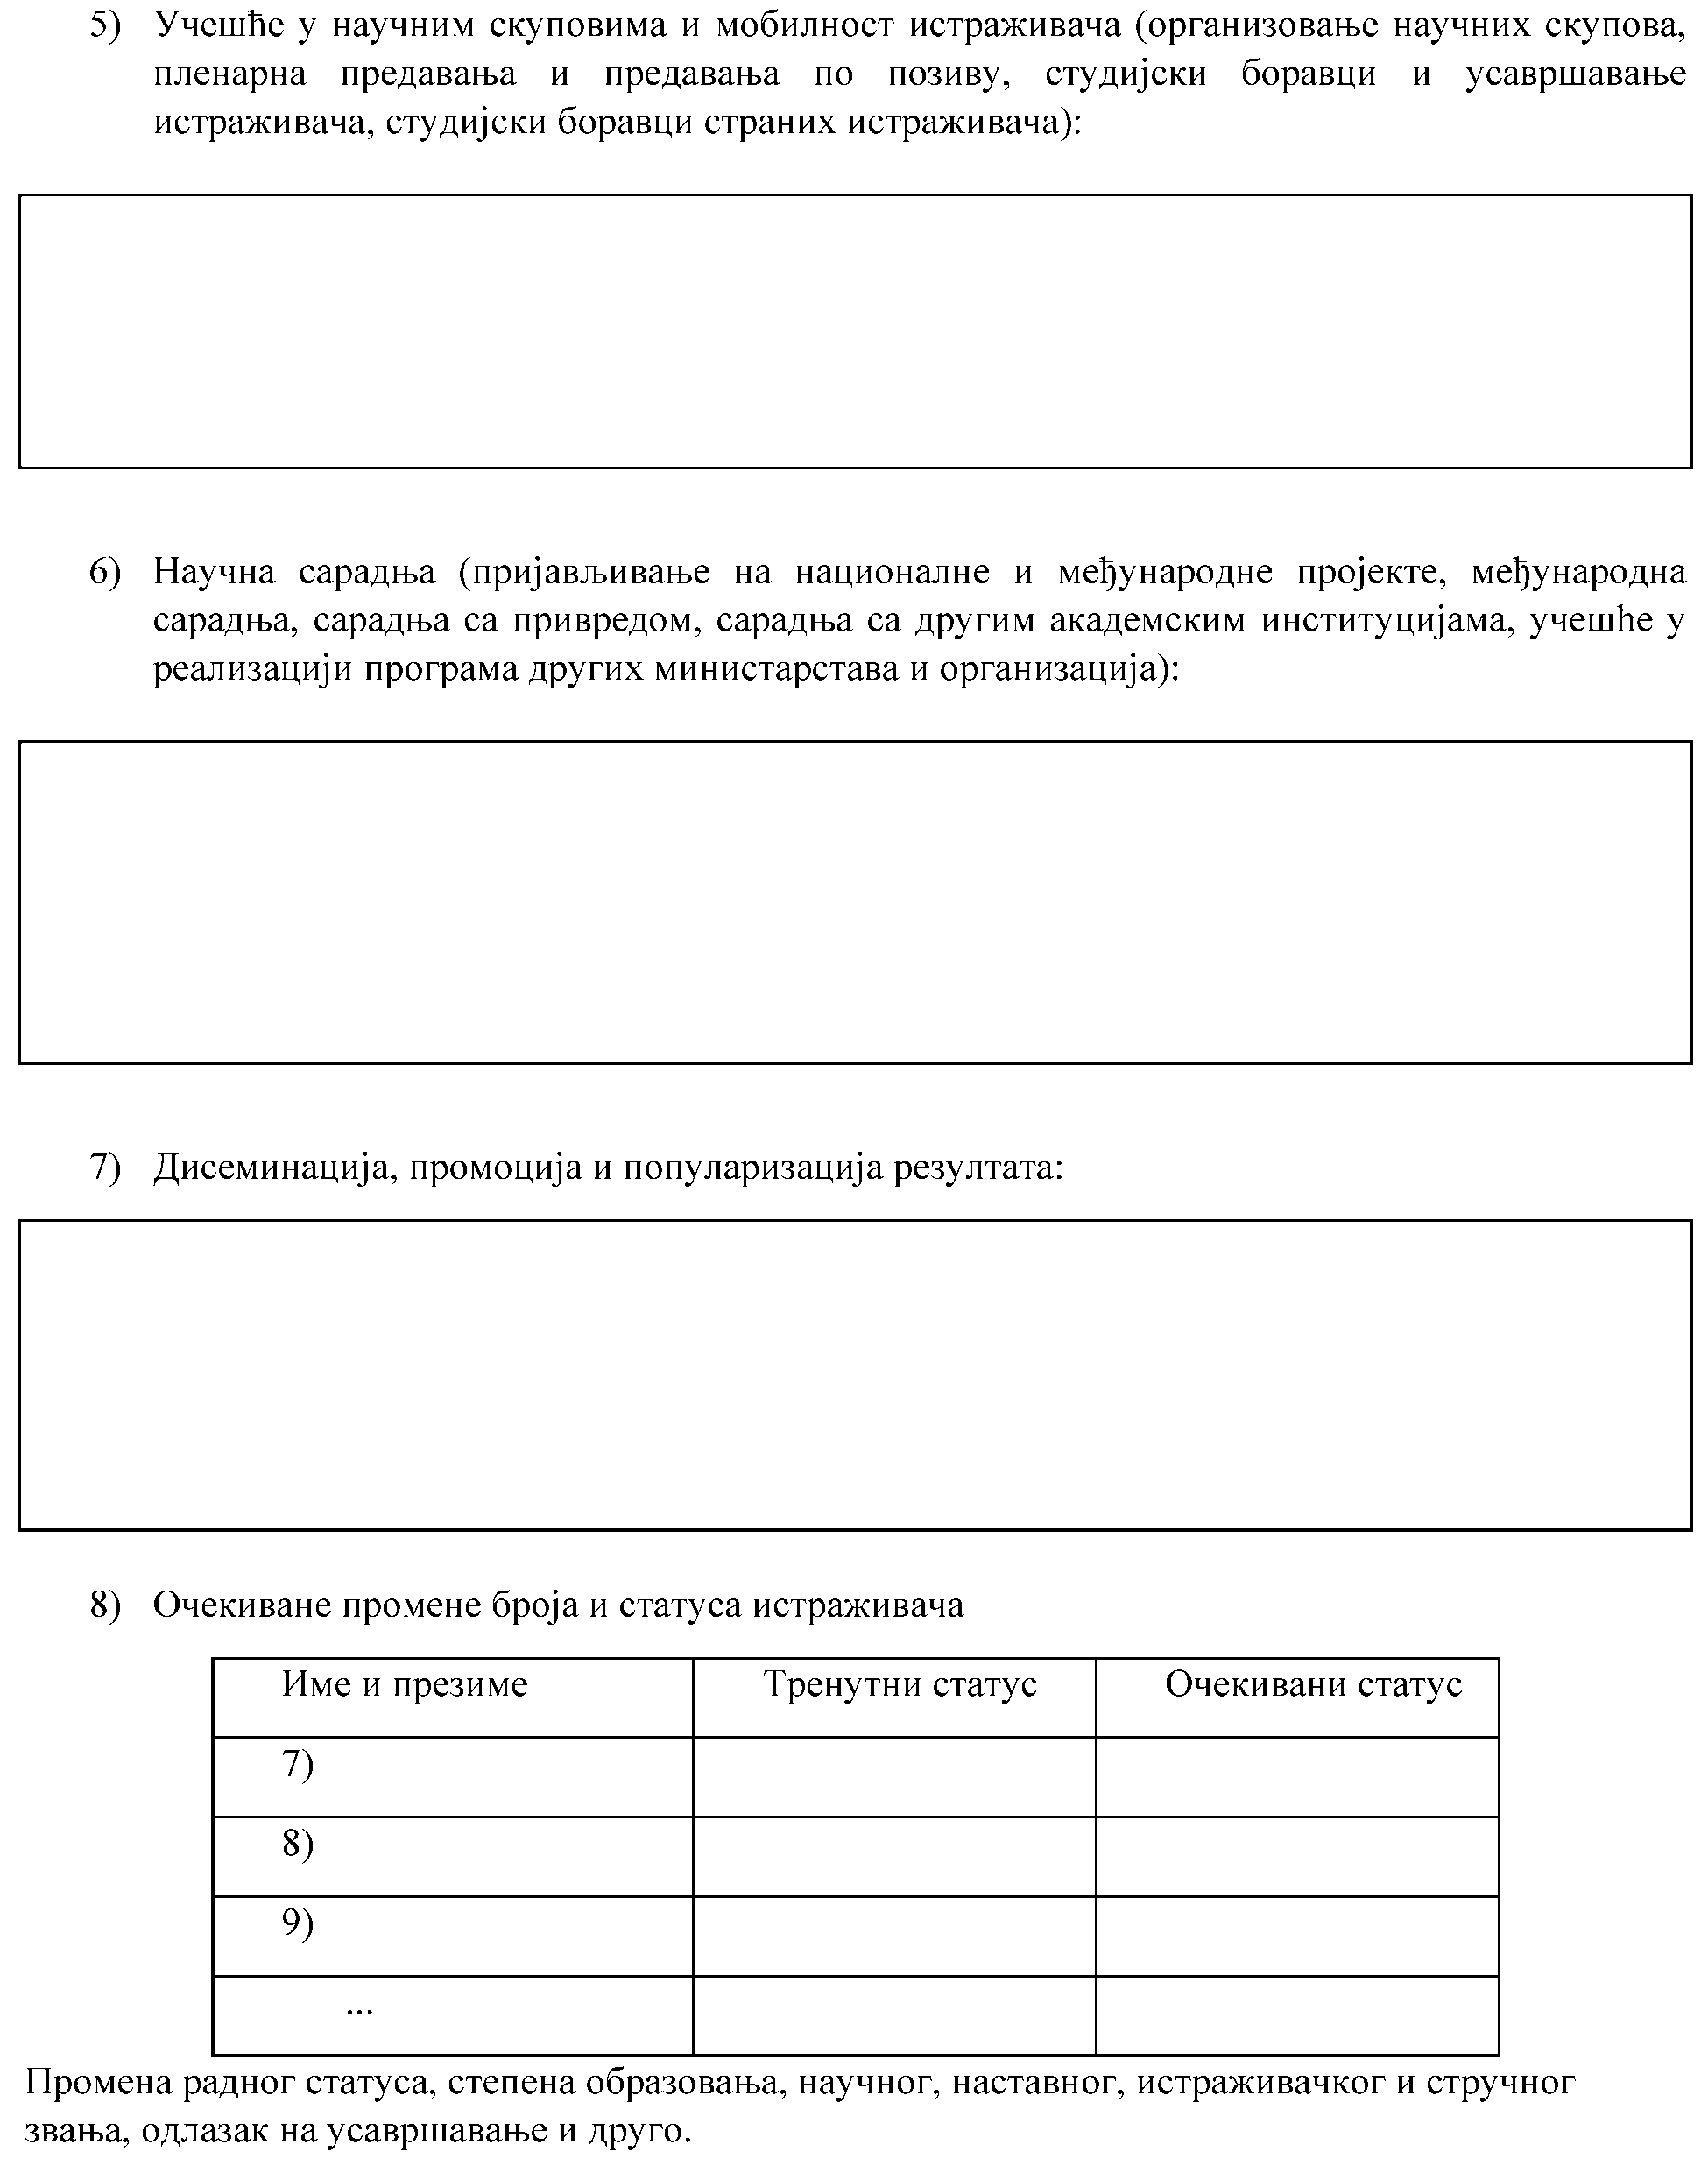 5) Учешће у научним скуповима и мобилност истраживача (организовање научних скупова,
пленарна предавања и предавања по позиву, студијски боравци и усавршавање
истраживача, студијски боравци страних истраживача):
6) Научна сарадња (пријављивање на националне и међународне пројекте, међународна
сарадња, сарадња са привредом, сарадња са другим академским институцијама, учешће у
реализацији програма других министарстава и организација):
7) Дисеминација, промоција и популаризација резултата:
8) Очекиване промене броја и статуса истраживача
Име и презиме Тренутни статус Очекивани статус
7)
8)
9)
...
Промена радног статуса, степена образовања, научног, наставног, истраживачког и стручног
звања, одлазак на усавршавање и друго.